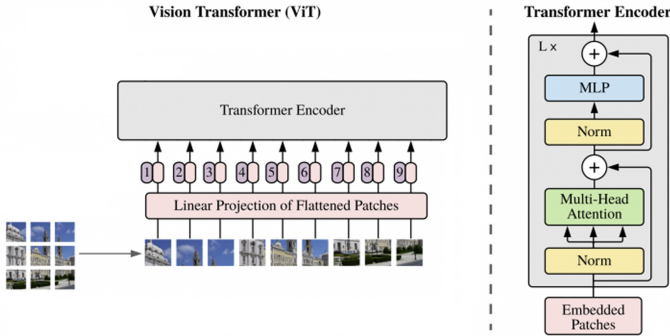 Vision Transformer (ViT)
Transformer Encoder
1 2 3 4 5 6 7 8 9
Linear Projection of Flattened Patches
Transformer Encoder
L x
+
MLP
Norm
+
Multi-Head
Attention
Norm
Embedded
Patches